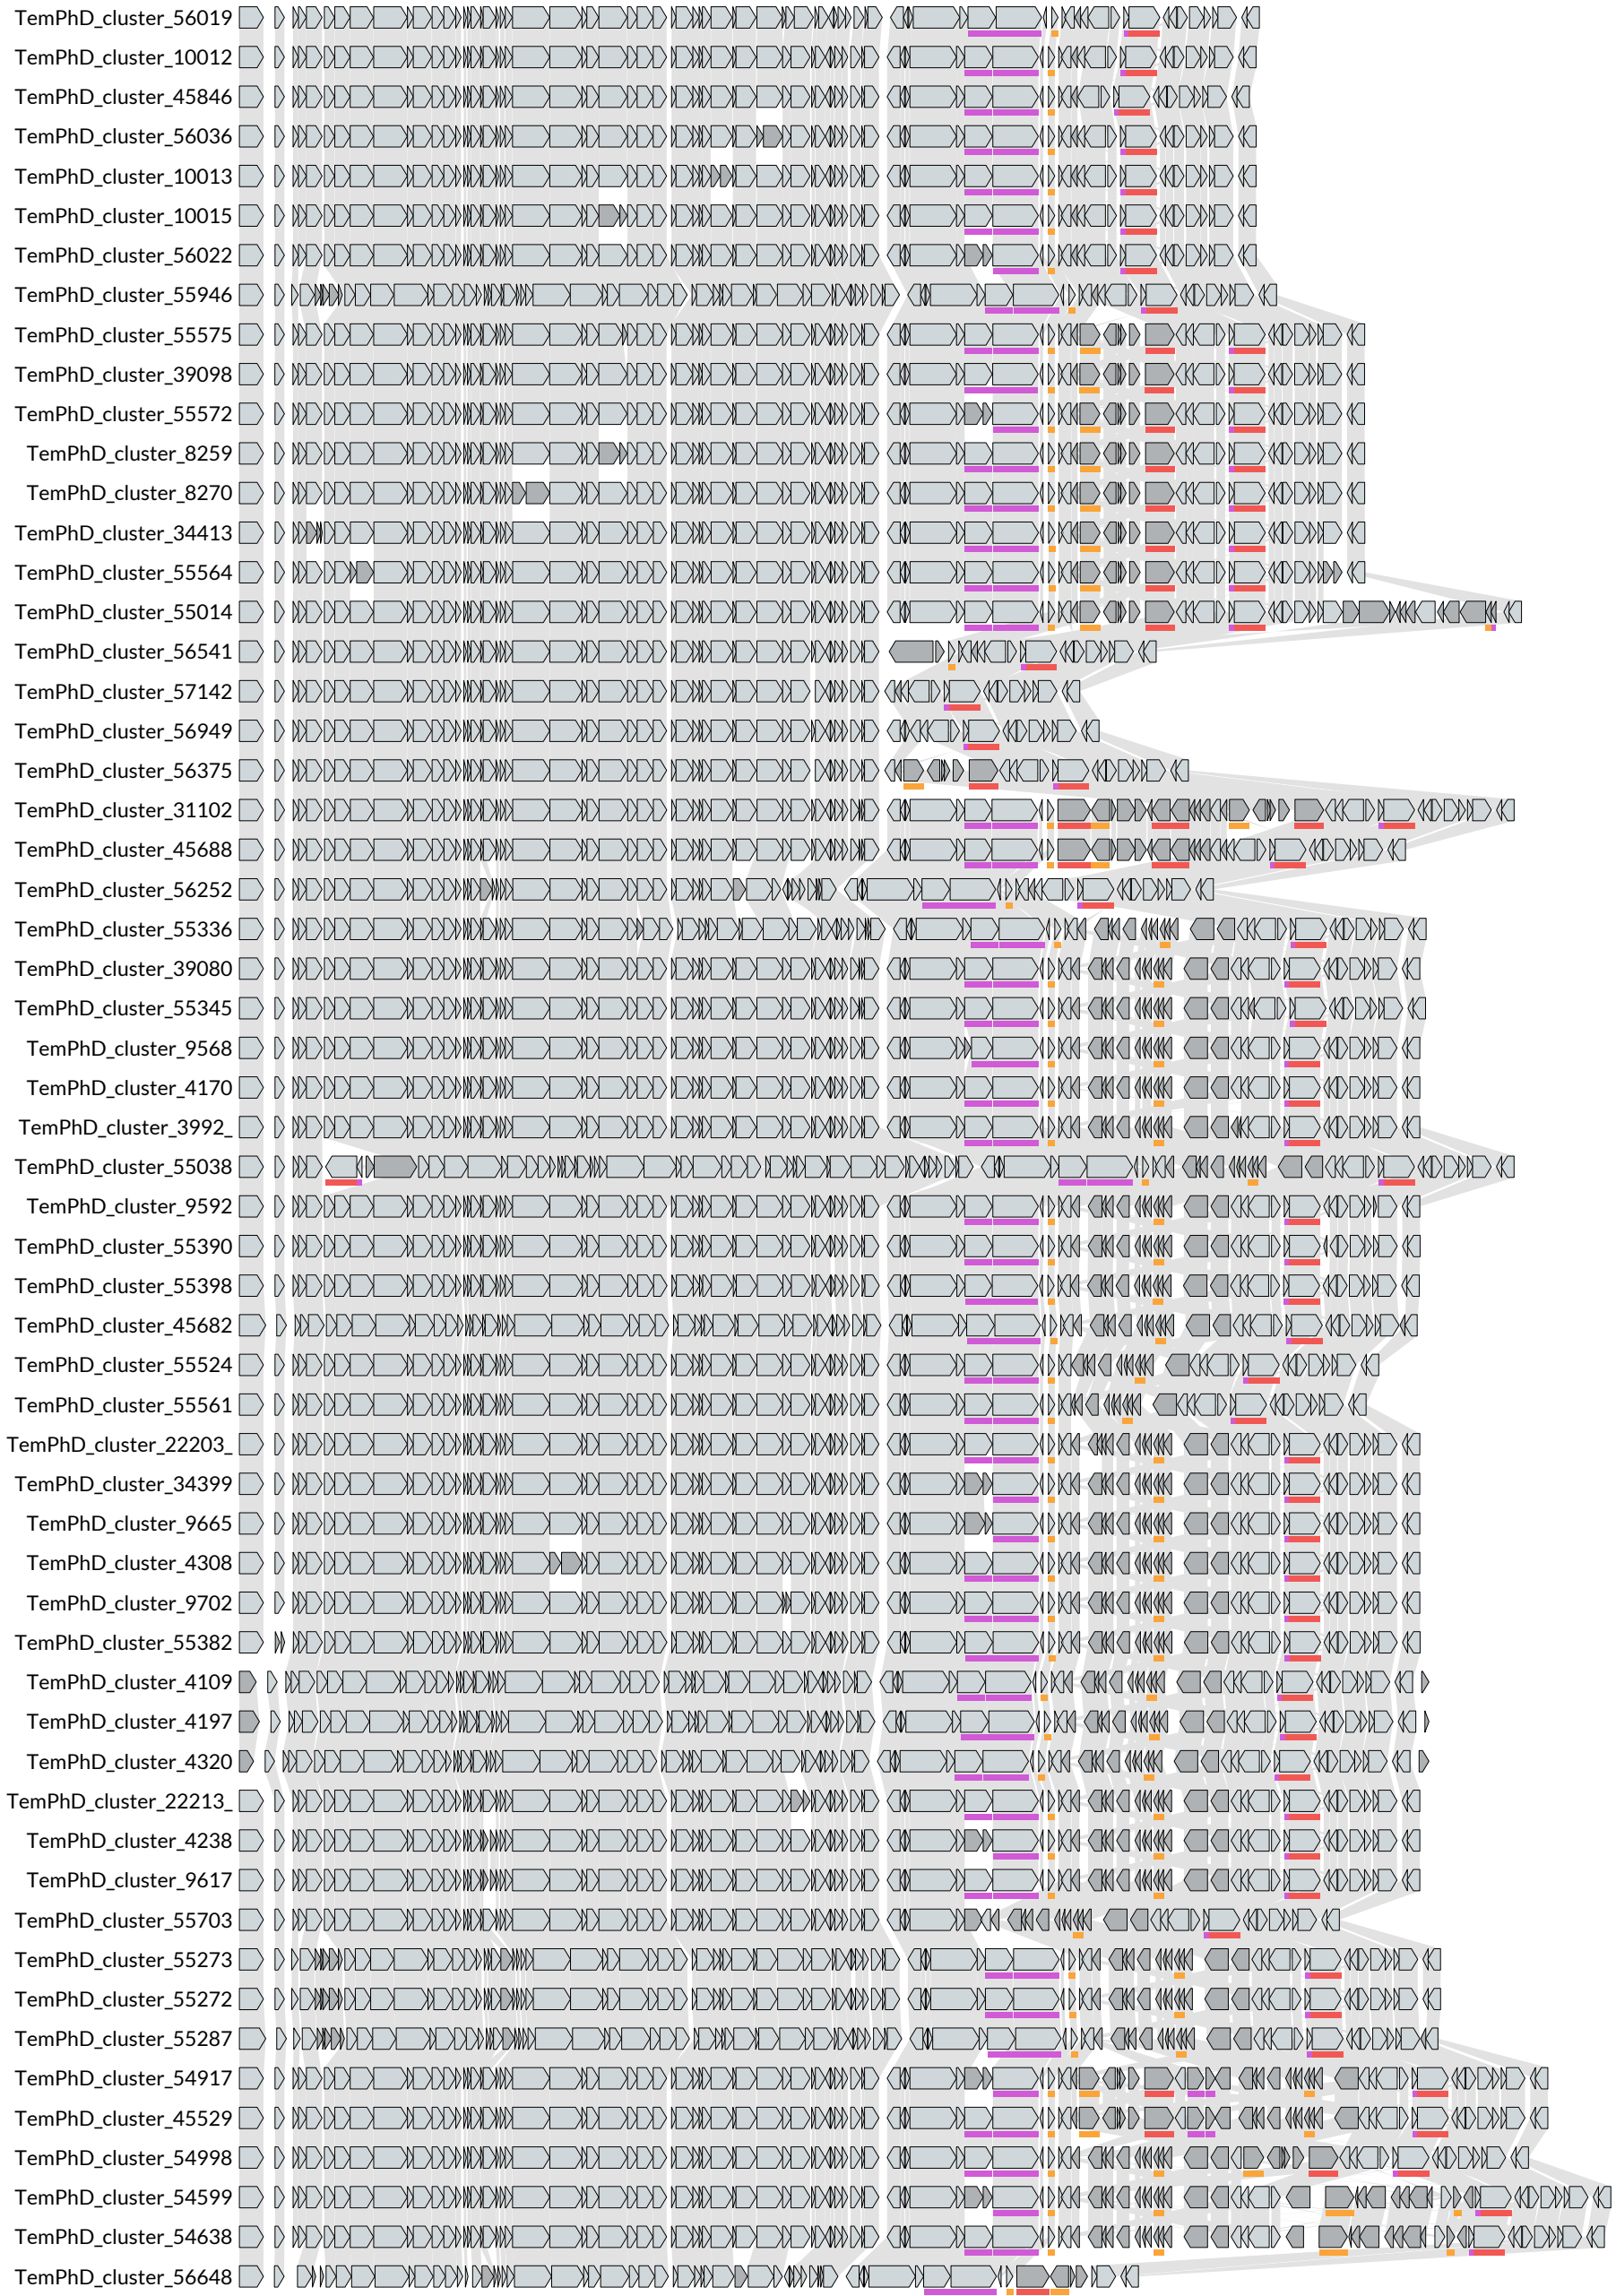 TemPhD_cluster_56019
TemPhD_cluster_10012
TemPhD_cluster_45846
TemPhD_cluster_56036
TemPhD_cluster_10013
TemPhD_cluster_10015
TemPhD_cluster_56022
TemPhD_cluster_55946
TemPhD_cluster_55575
TemPhD_cluster_39098
TemPhD_cluster_55572
TemPhD_cluster_8259
TemPhD_cluster_8270
TemPhD_cluster_34413
TemPhD_cluster_55564
TemPhD_cluster_55014
TemPhD_cluster_56541
TemPhD_cluster_57142
TemPhD_cluster_56949
TemPhD_cluster_56375
TemPhD_cluster_31102
TemPhD_cluster_45688
TemPhD_cluster_56252
TemPhD_cluster_55336
TemPhD_cluster_39080
TemPhD_cluster_55345
TemPhD_cluster_9568
TemPhD_cluster_4170
TemPhD_cluster_3992_
TemPhD_cluster_55038
TemPhD_cluster_9592
TemPhD_cluster_55390
TemPhD_cluster_55398
TemPhD_cluster_45682
TemPhD_cluster_55524
TemPhD_cluster_55561
TemPhD_cluster_22203_
TemPhD_cluster_34399
TemPhD_cluster_9665
TemPhD_cluster_4308
TemPhD_cluster_9702
TemPhD_cluster_55382
TemPhD_cluster_4109
TemPhD_cluster_4197
TemPhD_cluster_4320
TemPhD_cluster_22213_
TemPhD_cluster_4238
TemPhD_cluster_9617
TemPhD_cluster_55703
TemPhD_cluster_55273
TemPhD_cluster_55272
TemPhD_cluster_55287
TemPhD_cluster_54917
TemPhD_cluster_45529
TemPhD_cluster_54998
TemPhD_cluster_54599
TemPhD_cluster_54638
TemPhD_cluster_56648